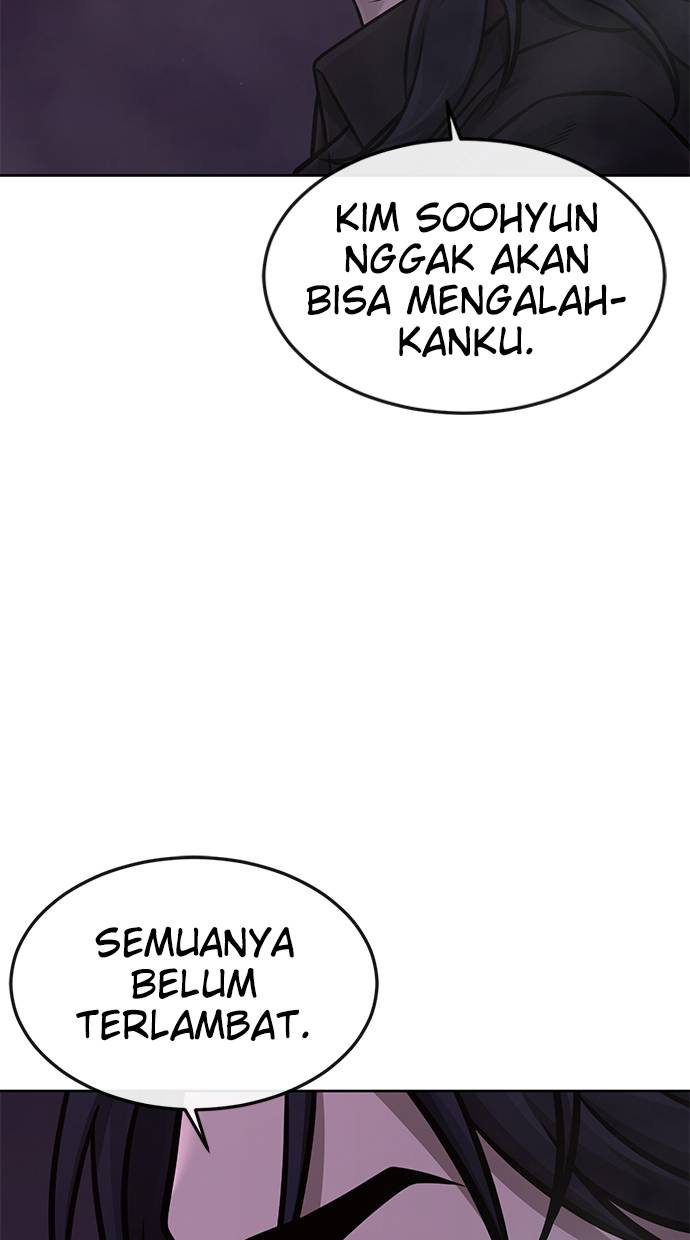 KIM SOOHYUN
NGGAK AKAN
BISA MENGALAH-
KANKU.
SEMUANYA
BELUM
TERLAMBAT.